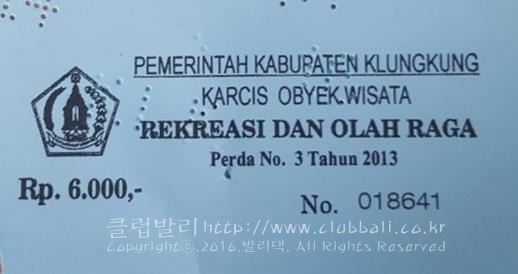 PEMERINTAH KABUPATEN KLUNGKUNG
KARCIS OBYEK WISATA
REKREASI DAN OLAH RAGA
Perda No. 3 Tahun 2013
Rp. 6.000,-
No. 018641
클럽발리 http://www.clubbali.co.kr
Copyright©.2016.발리택. All Rights Reserved